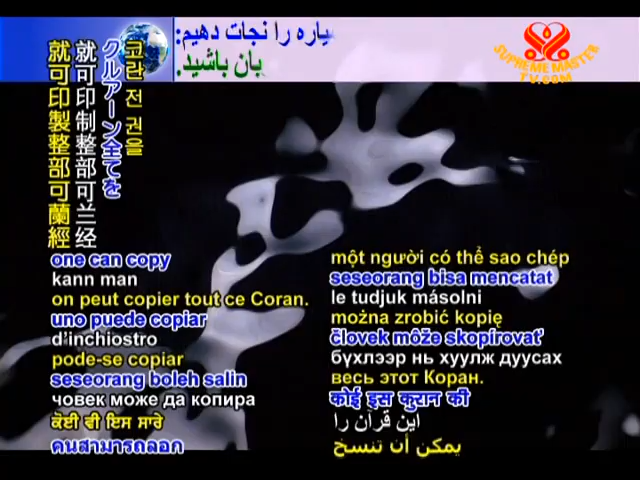 سیاره را نجات دهیم:
بان باشید.
SUPREME MASTER
TV.COM
코란 전 권을
クルアーン全てを
就可印制整部可兰经
就可印製整部可蘭經
one can copy
kann man
on peut copier tout ce Coran.
uno puede copiar
d'inchiostro
pode-se copiar
seseorang boleh salin
човек може да копира
ਕੋਈ ਵੀ ਇਸ ਸਾਰੇ
คนสามารถลอก
một người có thể sao chép
seseorang bisa mencatat
le tudjuk másolni
można zrobić kopię
človek môže skopírovať
бүхлээр нь хуулж дуусах
весь этот Коран.
कोई इस कुरान की
این قرآن را
يمكن أن تنسخ